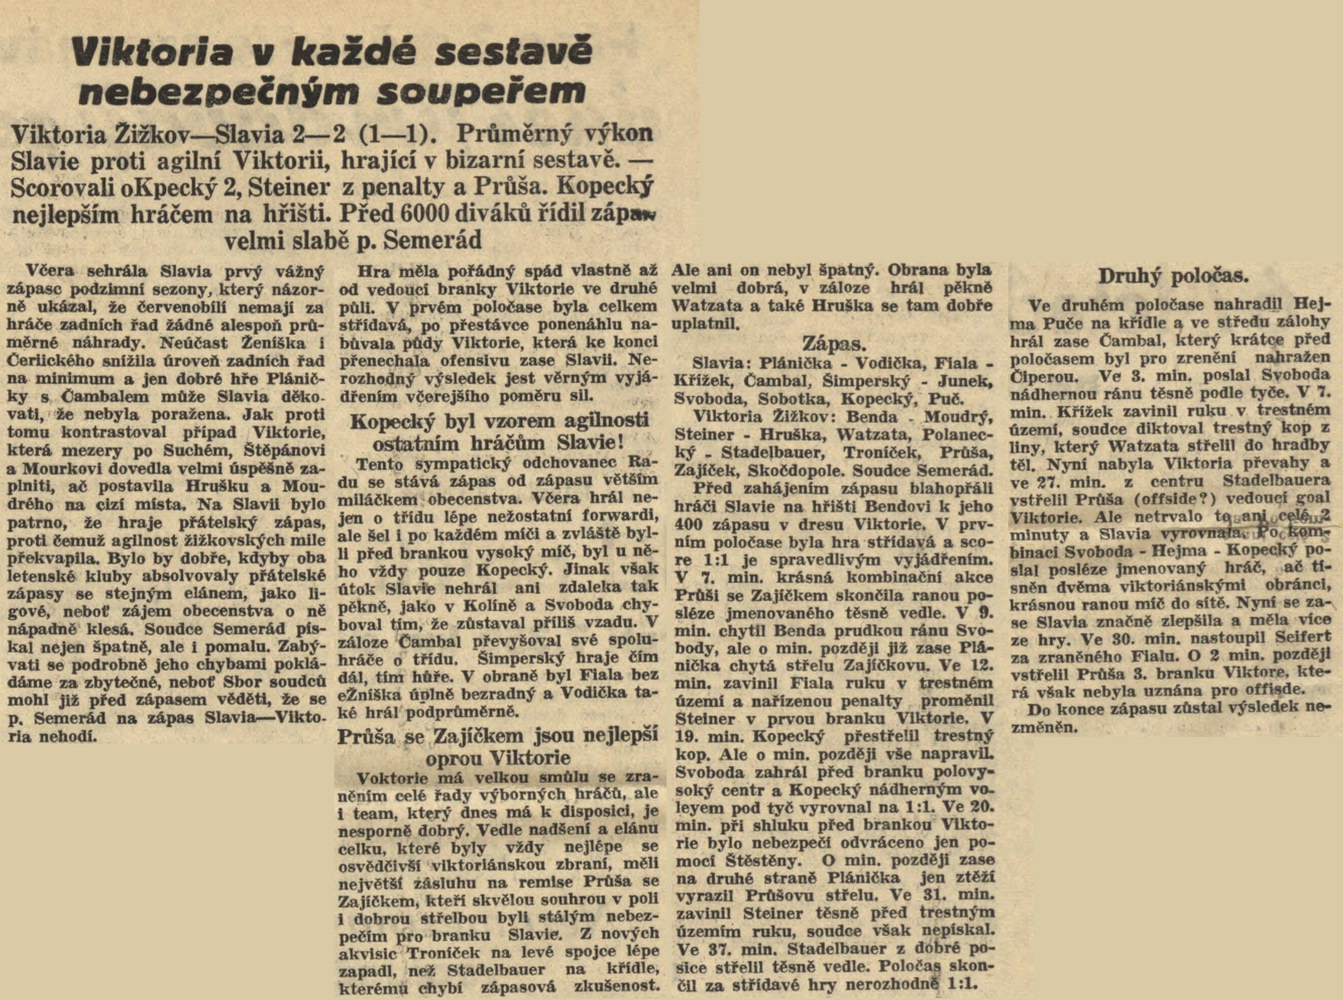 Viktoria v každé sestavě
nebezpečným soupeřem
Viktoria Žižkov—Slavia 2—2 (1—1). Průměrný výkon
Slavie proti agilní Viktorii, hrající v bizarní sestavě. —
Scorovali oKpecký 2, Steiner z penalty a Průša. Kopecký
nejlepším hráčem na hřišti. Před 6000 diváků řídil zápas
velmi slabě p. Semerád
Včera sehrála Slavia prvý vážný
zápasc podzimní sezony, který názor-
ně ukázal, že červenobílí nemají za
hráče zadních řad žádné alespoň prů-
měrné náhrady. Neúčast Ženíška i
Čerlického snížila úroveň zadních řad
na minimum a jen dobré hře Plánič-
ky s Čambalem může Slavia děko-
vati, že nebyla poražena. Jak proti
tomu kontrastoval případ Viktorie,
která mezery po Suchém, Štěpánovi
a Mourkovi dovedla velmi úspěšně za-
plniti, ač postavila Hrušku a Mou-
drého na cizí místa. Na Slavii bylo
patrno, že hraje přátelský zápas,
proti čemuž agilnost žižkovských mile
překvapila. Bylo by dobře, kdyby oba
letenské kluby absolvovaly přátelské
zápasy se stejným elánem, jako li-
gové, neboť zájem obecenstva o ně
nápadně klesá. Soudce Semerád pís-
kal nejen špatně, ale i pomalu. Zabý-
vati se podrobně jeho chybami poklá-
dáme za zbytečné, neboť Sbor soudců
mohl již před zápasem věděti, že se
p. Semerád na zápas Slavia—Vikto-
ria nehodí.
Hra měla pořádný spád vlastně až
od vedoucí branky Viktorie ve druhé
půli. V prvém poločase byla celkem
střídavá, po přestávce ponenáhlu na-
bůvala půdy Viktorie, která ke konci
přenechala ofensivu zase Slavii. Ne-
rozhodný výsledek jest věrným vyjá-
dřením včerejšího poměru sil.
Kopecký byl vzorem agilnosti
ostatním hráčům Slavie!
Tento sympatický odchovanec Ra-
du se stává zápas od zápasu větším
miláčkem obecenstva. Včera hrál ne-
jen o třídu lépe nežostatní forwardi,
ale šel i po každém míči a zvláště byl-
li před brankou vysoký míč, byl u ně-
ho vždy pouze Kopecký. Jinak však
útok Slavie nehrál ani zdaleka tak
pěkně, jako v Kolíně a Svoboda chy-
boval tím, že zůstaval příliš vzadu. V
záloze Čambal převyšoval své spolu-
hráče o třídu. Šimperský hraje čím
dál, tím hůře. V obraně byl Fiala bez
eŽníška úplně bezradný a Vodička ta-
ké hrál podprůměrně.
Průša se Zajíčkem jsou nejlepší
oprou Viktorie
Voktorie má velkou smůlu se zra-
něním celé řady výborných hráčů, ale
i team, který dnes má k disposici, je
nesporně dobrý. Vedle nadšení a elánu
celku, které byly vždy nejlépe se
osvědčivší viktoriánskou zbraní, měli
největší zásluhu na remise Průša se
Zajíčkem, kteří skvělou souhrou v poli
i dobrou střelbou byli stálým nebez-
pečím pro branku Slavie. Z nových
akvisic Troníček na levé spojce lépe
zapadl, než Stadelbauer na křídle,
kterému chybí zápasová zkušenost.
Ale ani on nebyl špatný. Obrana byla
velmi dobrá, v záloze hrál pěkně
Watzata a také Hruška se tam dobře
uplatnil.
Zápas.
Slavia: Plánička - Vodička, Fiala -
Křížek, Čambal, Šimperský - Junek,
Svoboda, Sobotka, Kopecký, Puč.
Viktoria Žižkov: Benda - Moudrý,
Steiner - Hruška, Watzata, Polanec-
ký - Stadelbauer, Troníček, Průša,
Zajíček, Skočdopole. Soudce Semerád.
Před zahájením zápasu blahopřáli
hráči Slavie na hřišti Bendovi k jeho
400 zápasu v dresu Viktorie. V prv-
ním poločase byla hra střídavá a sco-
re 1:1 je spravedlivým vyjádřením.
V 7. min. krásná kombinační akce
Průši se Zajíčkem skončila ranou po-
sléze jmenovaného těsně vedle. V 9.
min. chytil Benda prudkou ránu Svo-
body, ale o min. později již zase Plá-
nička chytá střelu Zajíčkovu. Ve 12.
min. zavinil Fiala ruku v trestném
území a nařízenou penalty proměnil
Steiner v prvou branku Viktorie. V
19. min. Kopecký přestřelil trestný
kop. Ale o min. později vše napravil.
Svoboda zahrál před branku polovy-
soký centr a Kopecký nádherným vo-
leyem pod tyč vyrovnal na 1:1. Ve 20.
min. při shluku před brankou Vikto-
rie bylo nebezpečí odvráceno jen po-
mocí Štěstěny. O min. později zase
na druhé straně Plánička jen ztěží
vyrazil Průšovu střelu. Ve 31. min.
zavinil Steiner těsně před trestným
územím ruku, soudce však nepískal.
Ve 37. min. Stadelbauer z dobré po-
sice střelil těsně vedle. Poločas skon-
čil za střídavé hry nerozhodně 1:1.
Druhý poločas.
Ve druhém poločase nahradil Hej-
ma Puče na křídle a ve středu zálohy
hrál zase Čambal, který krátce před
poločasem byl pro zrenění nahražen
Čiperou. Ve 3. min. poslal Svoboda
nádhernou ránu těsně podle tyče. V 7.
min. Křížek zavinil ruku v trestném
území, soudce diktoval trestný kop z
liny, který Watzata střelil do hradby
těl. Nyní nabyla Viktoria převahy a
ve 27. min. z centru Stadelbauera
vstřelil Průša (offside?) vedoucí goal
Viktorie. Ale netrvalo to ani celé 2
minuty a Slavia vyrovnala. Po kom-
binaci Svoboda - Hejma - Kopecký po-
slal posléze jmenovaný hráč, ač tí-
sněn dvěma viktoriánskými obránci,
krásnou ranou míč do sítě. Nyní se za-
se Slavia značně zlepšila a měla více
ze hry. Ve 30. min. nastoupil Seifert
za zraněného Fialu. O 2 min. později
vstřelil Průša 3. branku Viktore, kte-
rá však nebyla uznána pro offisde.
Do konce zápasu zůstal výsledek ne-
změněn.